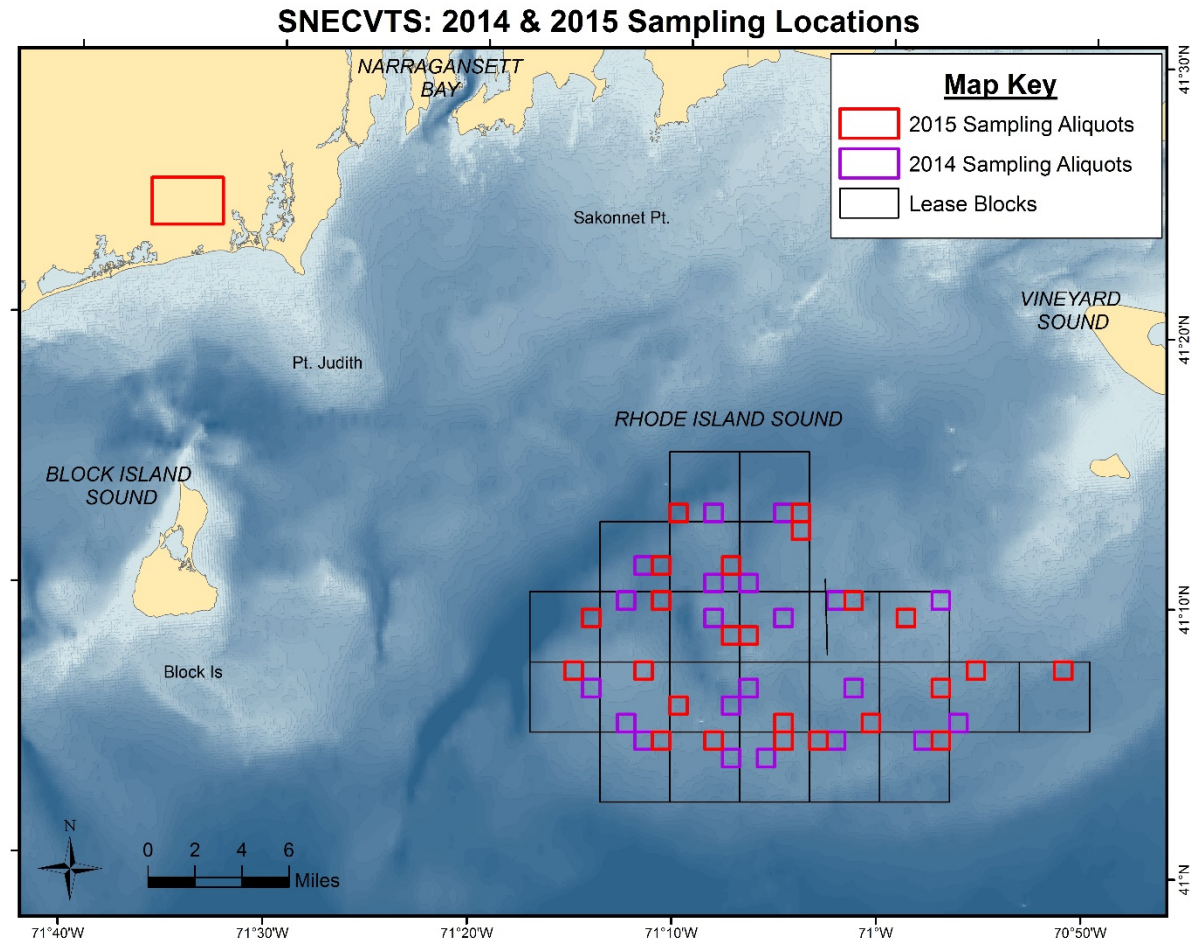 SNECVTS: 2014 & 2015 Sampling Locations
NARRAGANSETT
BAY
Map Key
2015 Sampling Aliquots
2014 Sampling Aliquots
Lease Blocks
41°30'N
Sakonnet Pt.
VINEYARD
SOUND
41°20'N
Pt. Judith
RHODE ISLAND SOUND
BLOCK ISLAND
SOUND
41°10'N
Block Is
N
0 2 4 6
Miles
41°N
71°40'W 71°30'W 71°20'W 71°10'W 71°W 70°50'W